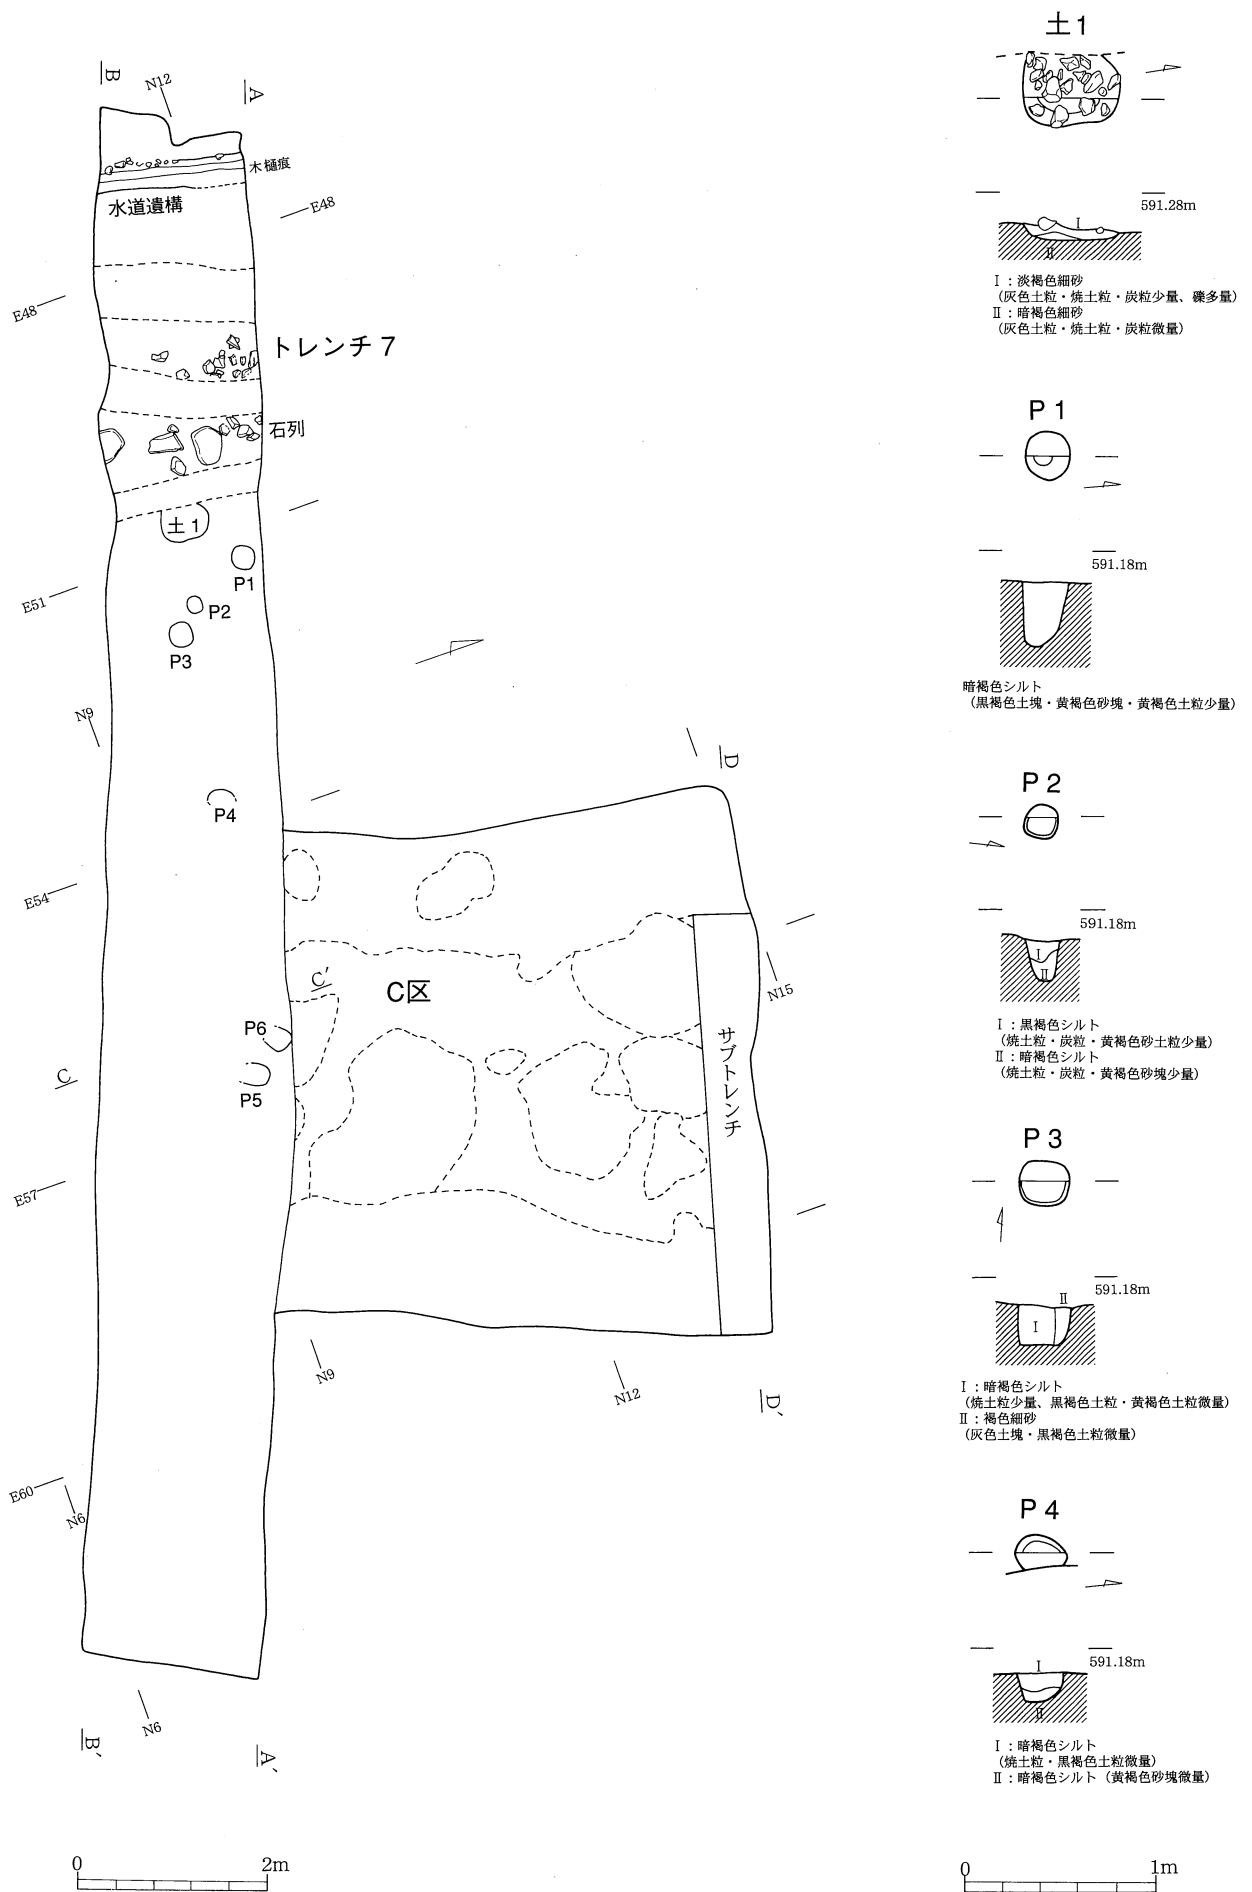 B
N12
A
木樋痕
水道遺構
E48
E48
トレンチ7
石列
土1
P1
E51
P2
P3
N9
P4
D
E54
C′
C区
N15
P6
サブトレンチ
C
P5
E57
N9
N12
D′
E60
N6
N6
B′
A′
0 2m
土1
591.28m
Ⅰ
Ⅱ
Ⅰ：淡褐色細砂
（灰色土粒・焼土粒・炭粒少量、礫多量）
Ⅱ：暗褐色細砂
（灰色土粒・焼土粒・炭粒微量）
P1
591.18m
暗褐色シルト
（黒褐色土塊・黄褐色砂塊・黄褐色土粒少量）
P2
591.18m
Ⅰ
Ⅱ
Ⅰ：黒褐色シルト
（焼土粒・炭粒・黄褐色砂土粒少量）
Ⅱ：暗褐色シルト
（焼土粒・炭粒・黄褐色砂塊少量）
P3
591.18m
Ⅱ
Ⅰ
Ⅰ：暗褐色シルト
（焼土粒少量、黒褐色土粒・黄褐色土粒微量）
Ⅱ：褐色細砂
（灰色土塊・黒褐色土粒微量）
P4
591.18m
Ⅰ
Ⅱ
Ⅰ：暗褐色シルト
（焼土粒・黒褐色土粒微量）
Ⅱ：暗褐色シルト（黄褐色砂塊微量）
0 1m